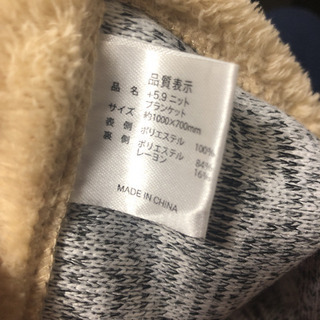 品質表示
品名 +5.9 ニット
ブランケット
サイズ 約1000×700mm
表側 ポリエステル 100%
裏側 ポリエステル 84%
レーヨン 16%
MADE IN CHINA